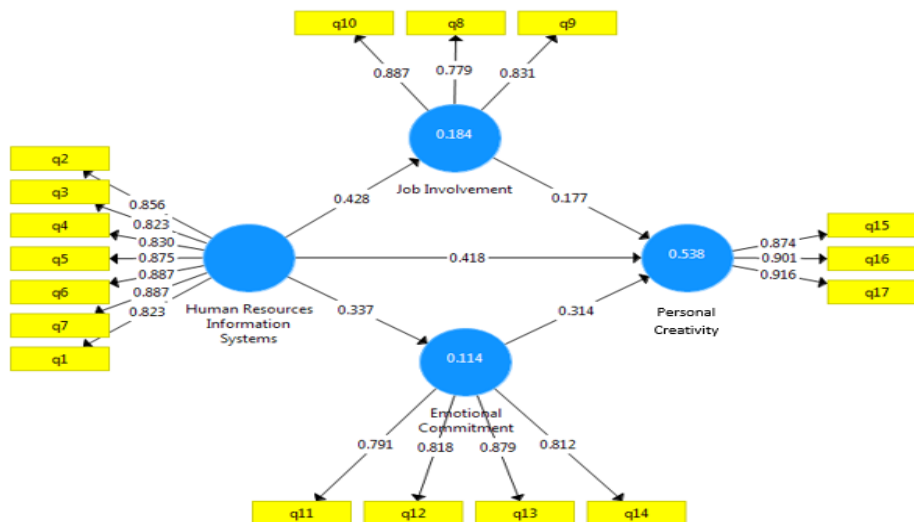 q10
q8
q9
0.887
0.779
0.831
0.184
Job Involvement
q2
q3
q4
q5
q6
q7
q1
0.856
0.823
0.830
0.875
0.887
0.887
0.823
Human Resources
Information
Systems
0.428
0.418
0.337
0.177
0.314
0.538
Personal
Creativity
0.874
0.901
0.916
q15
q16
q17
0.114
Emotional
Commitment
0.791
0.818
0.879
0.812
q11
q12
q13
q14